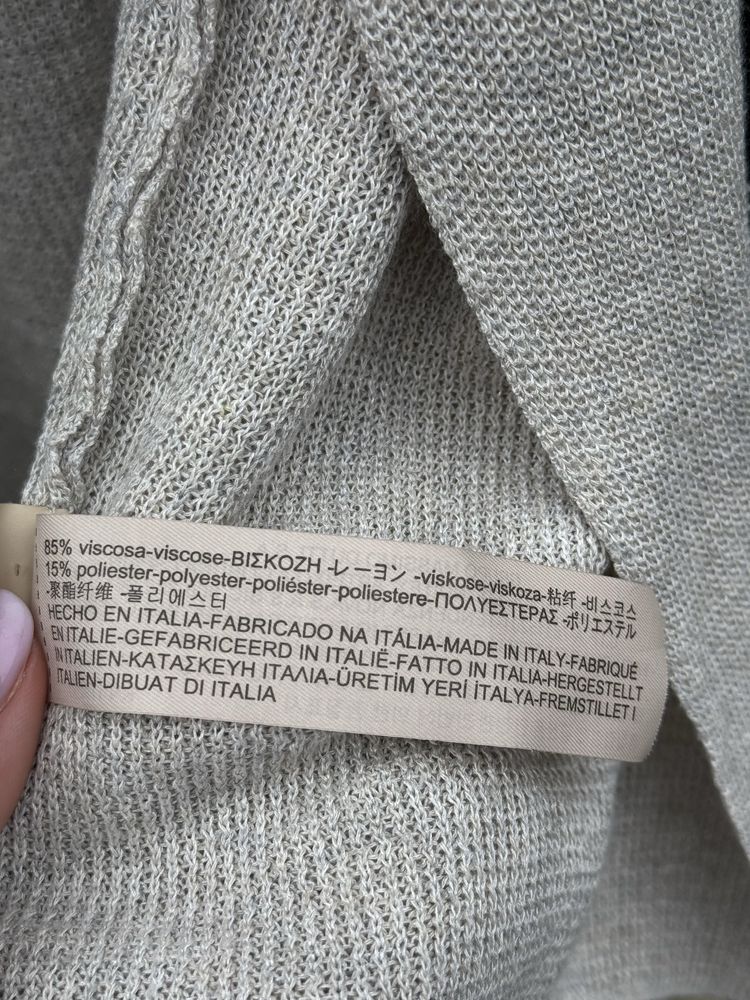 85% viscosa-viscose-ΒΙΣΚΟΖΗ-レーヨン -viskose-viskoza-粘纤 -비스코스
15% poliester-polyester-poliéster-poliestere-ΠΟΛΥΕΣΤΕΡΑΣ -ポリエステル
-聚酯纤维 -폴리에스터
HECHO EN ITALIA-FABRICADO NA ITÁLIA-MADE IN ITALY-FABRIQUÉ
EN ITALIE-GEFABRICEERD IN ITALIË-FATTO IN ITALIA-HERGESTELLT
IN ITALIEN-ΚΑΤΑΣΚΕΥΗ ΙΤΑΛΙΑ-ÜRETİM YERİ İTALYA-FREMSTILLET I
ITALIEN-DIBUAT DI ITALIA